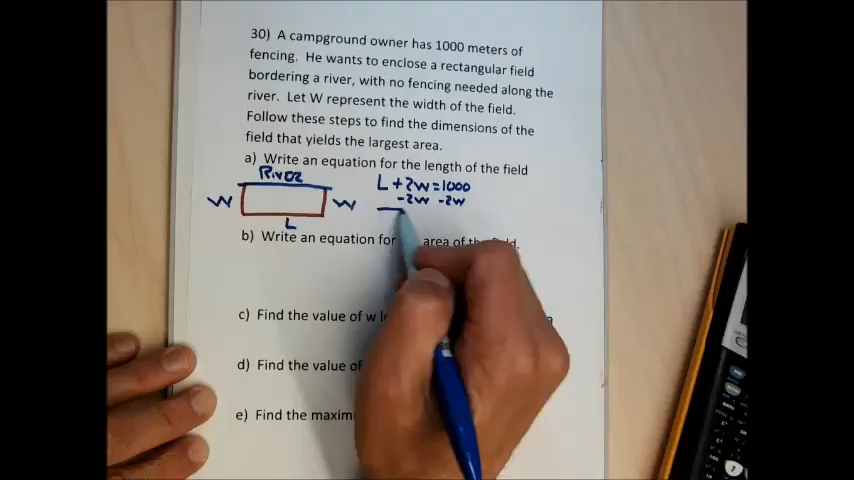 30) A campground owner has 1000 meters of
fencing. He wants to enclose a rectangular field
bordering a river, with no fencing needed along the
river. Let W represent the width of the field.
Follow these steps to find the dimensions of the
field that yields the largest area.
a) Write an equation for the length of the field
River
L + 2w = 1000
-2w -2w
W W
L
b) Write an equation for area of the field.
c) Find the value of w
d) Find the value of
e) Find the